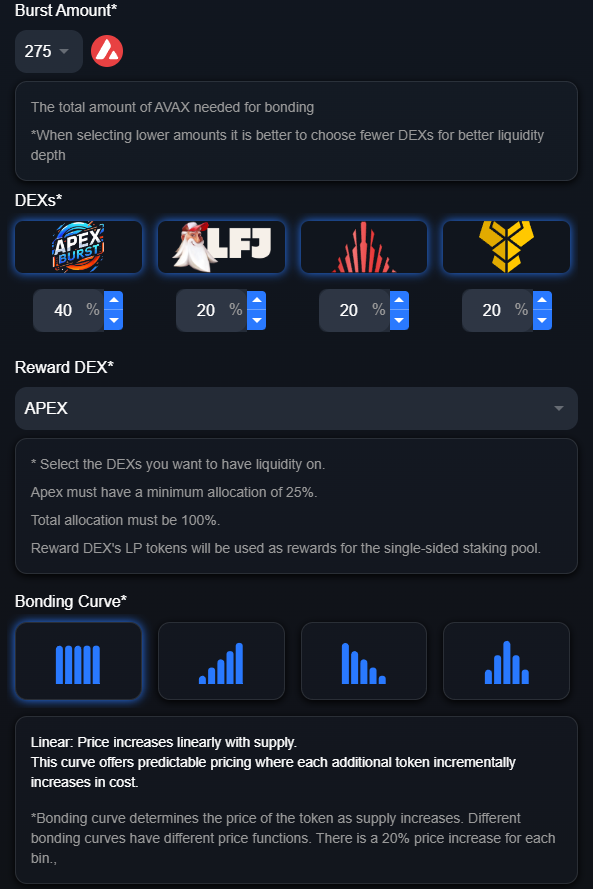 Burst Amount*
275
The total amount of AVAX needed for bonding
*When selecting lower amounts it is better to choose fewer DEXs for better liquidity
depth
DEXs*
APEX
BURST
LFJ
40 %
20 %
20 %
20 %
Reward DEX*
APEX
* Select the DEXs you want to have liquidity on.
Apex must have a minimum allocation of 25%.
Total allocation must be 100%.
Reward DEX's LP tokens will be used as rewards for the single-sided staking pool.
Bonding Curve*
Linear: Price increases linearly with supply.
This curve offers predictable pricing where each additional token incrementally
increases in cost.
*Bonding curve determines the price of the token as supply increases. Different
bonding curves have different price functions. There is a 20% price increase for each
bin.,